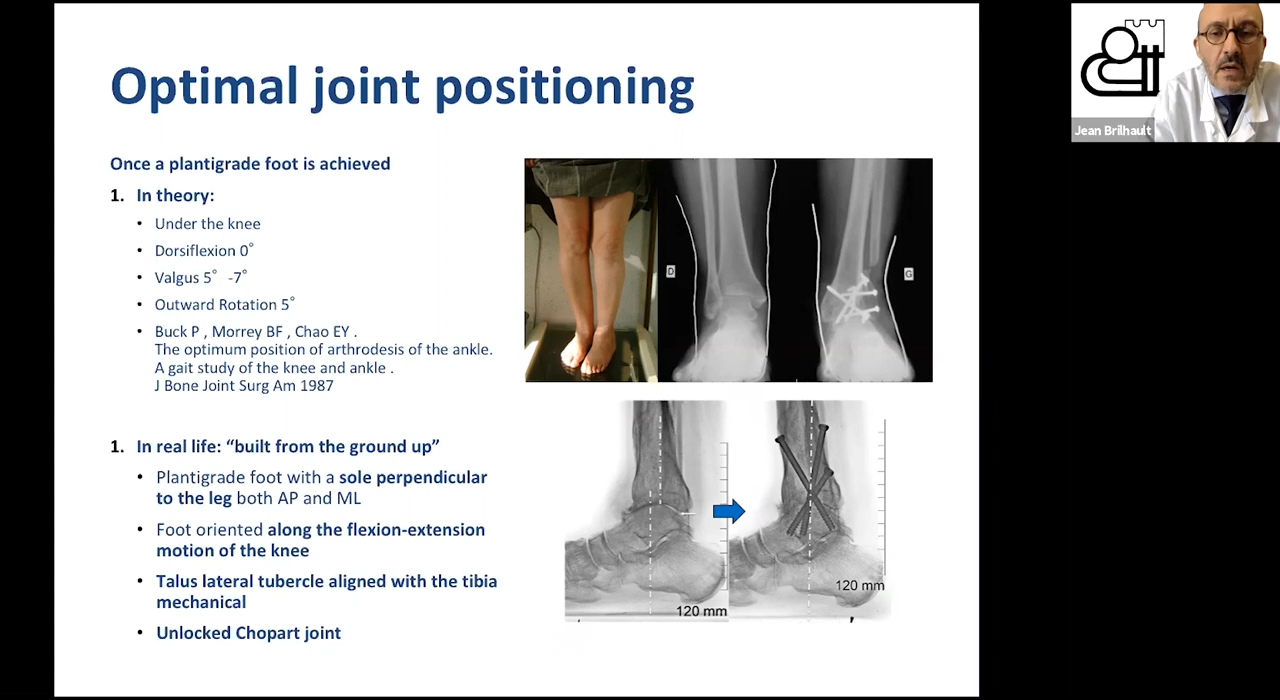 Optimal joint positioning
Once a plantigrade foot is achieved
1. In theory:
• Under the knee
• Dorsiflexion 0°
• Valgus 5° -7°
• Outward Rotation 5°
• Buck P , Morrey BF , Chao EY .
The optimum position of arthrodesis of the ankle.
A gait study of the knee and ankle .
J Bone Joint Surg Am 1987
1. In real life: “built from the ground up”
• Plantigrade foot with a sole perpendicular
to the leg both AP and ML
• Foot oriented along the flexion-extension
motion of the knee
• Talus lateral tubercle aligned with the tibia
mechanical
• Unlocked Chopart joint
D
G
120 mm
120 mm
Jean Brilhault